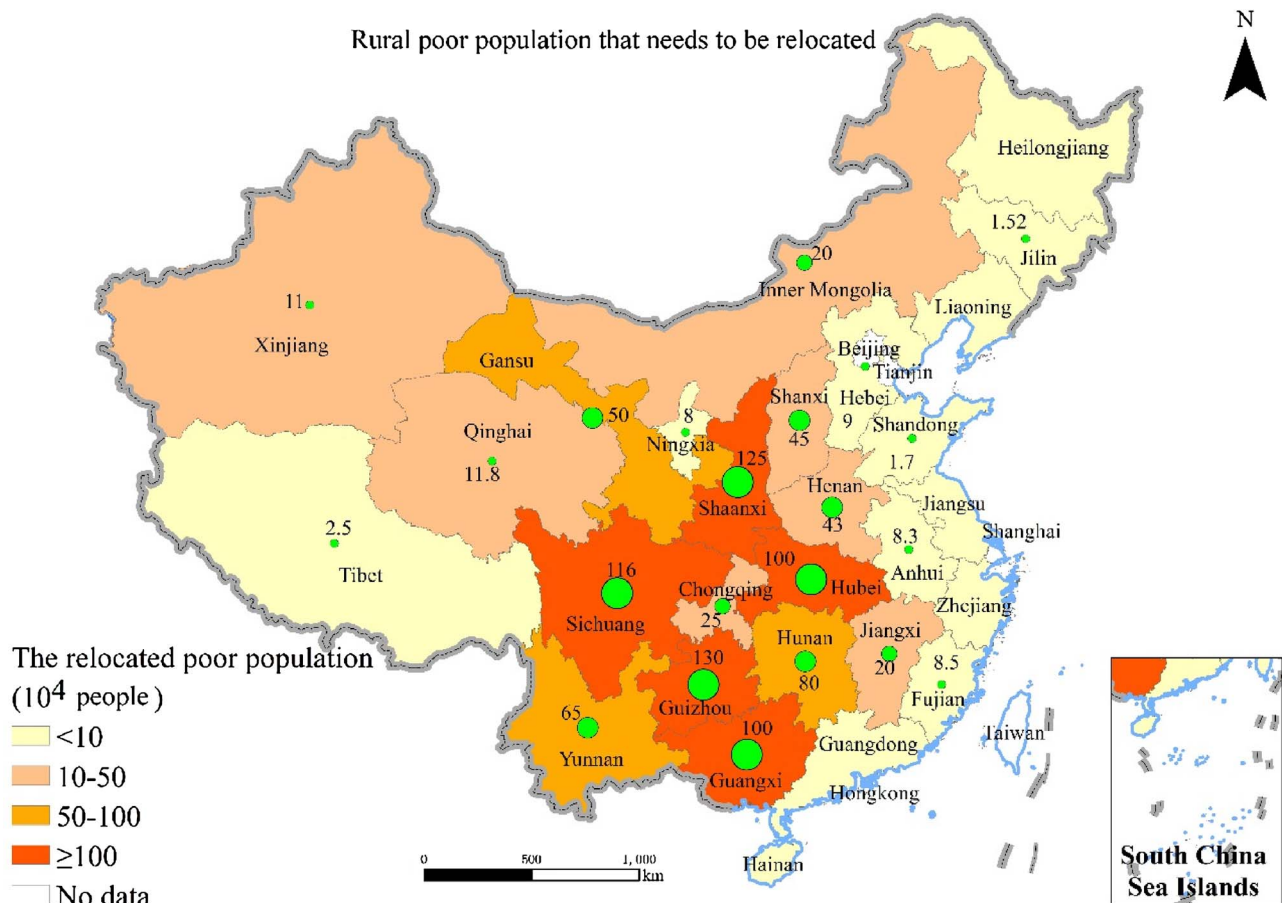 Rural poor population that needs to be relocated
N
Heilongjiang
1.52
Jilin
20
Inner Mongolia
Liaoning
11
Xinjiang
Beijing
Tianjin
Gansu
Shanxi
Hebei
50
8
9
Shandong
Qinghai
Ningxia
45
11.8
125
1.7
Shaanxi
Henan
Jiangsu
43
2.5
8.3
Shanghai
Tibet
116
100
Anhui
Chongqing
Hubei
Sichuang
Zhejiang
25
Hunan
Jiangxi
The relocated poor population
130
20
8.5
(10⁴ people)
80
Guizhou
Fujian
65
100
Taiwan
<10
Yunnan
Guangdong
10-50
Guangxi
Hongkong
50-100
≥100
0 500 1,000
km
Hainan
South China
Sea Islands
No data